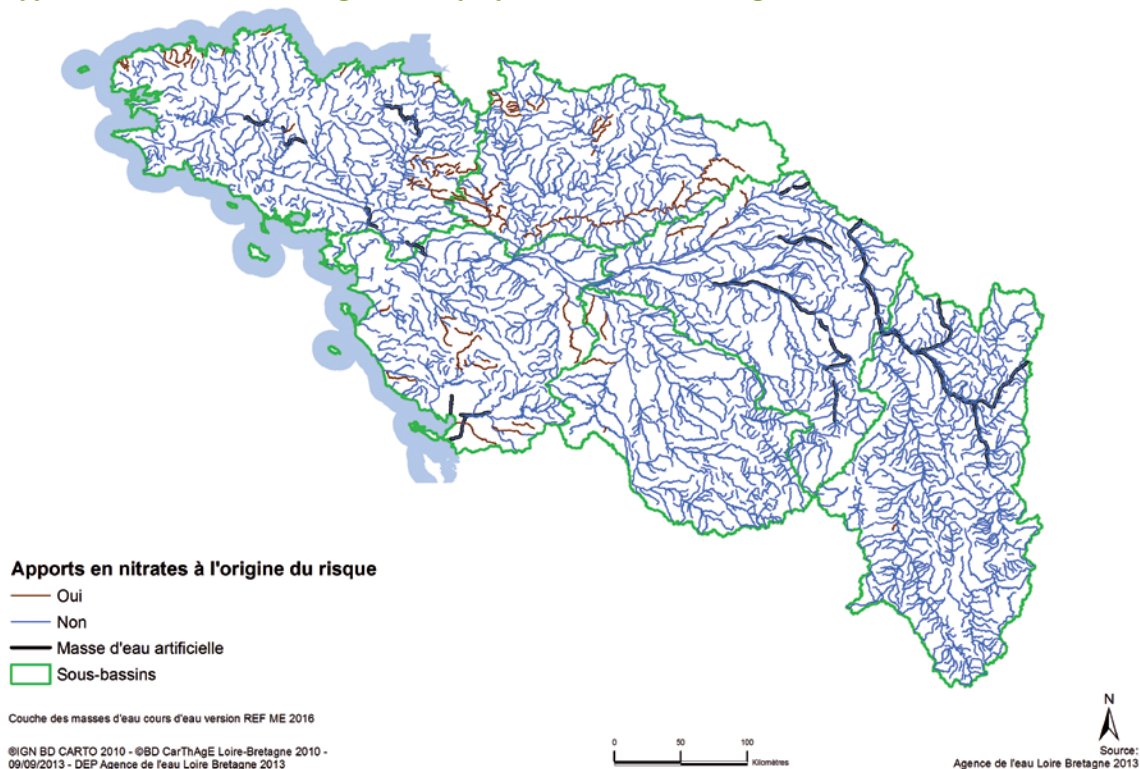 Apports en nitrates à l'origine du risque
Oui
Non
Masse d'eau artificielle
Sous-bassins
Couche des masses d'eau cours d'eau version REF ME 2016
©IGN BD CARTO 2010 - ©BD CarThAgE Loire-Bretagne 2010 -
09/09/2013 - DEP Agence de l'eau Loire Bretagne 2013
0 50 100
Kilomètres
N
Source:
Agence de l'eau Loire Bretagne 2013